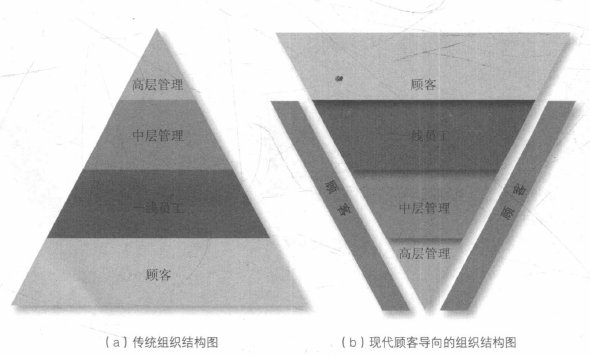 高层管理
中层管理
一线员工
顾客
顾客
一线员工
中层管理
高层管理
顾客
顾客
(a)传统组织结构图
(b)现代顾客导向的组织结构图